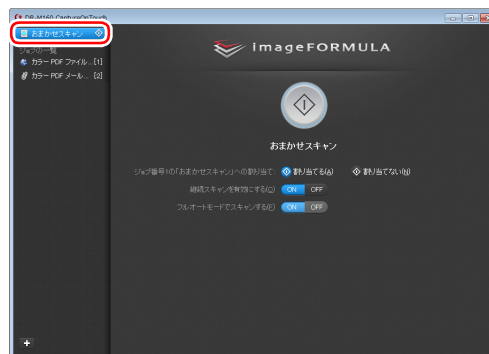 DR-M160 CaptureOnTouch
おまかせスキャン
ジョブの一覧
カラー PDF ファイル...[1]
カラー PDF メール... [2]
imageFORMULA
おまかせスキャン
ジョブ番号1の「おまかせスキャン」への割り当て: 割り当てる(A) 割り当てない(N)
継続スキャンを有効にする(C) ON OFF
フルオートモードでスキャンする(F) ON OFF